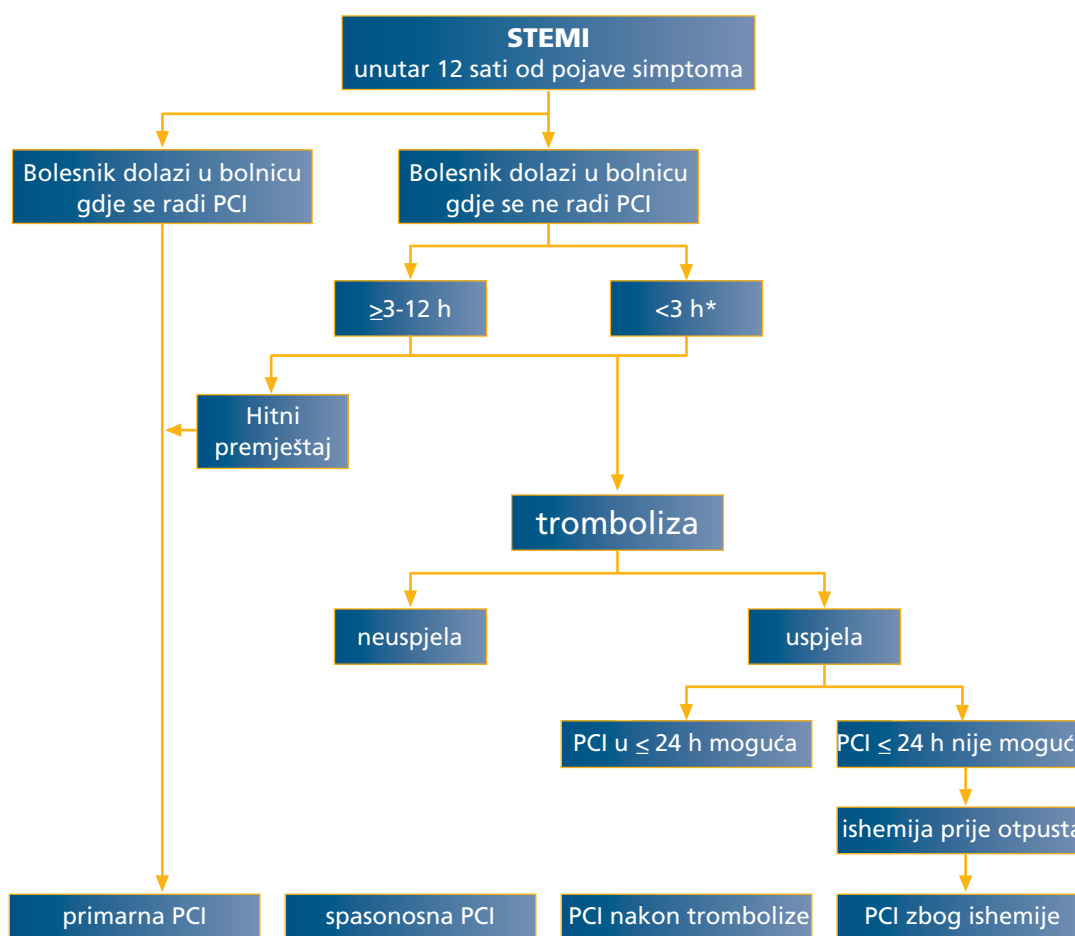 STEMI
unutar 12 sati od pojave simptoma
Bolesnik dolazi u bolnicu
gdje se radi PCI
Bolesnik dolazi u bolnicu
gdje se ne radi PCI
≥3-12 h
<3 h*
Hitni
premještaj
tromboliza
neuspjela
uspjela
PCI u ≤ 24 h moguća
PCI ≤ 24 h nije moguć
ishemija prije otpusta
primarna PCI
spasonosna PCI
PCI nakon trombolize
PCI zbog ishemije